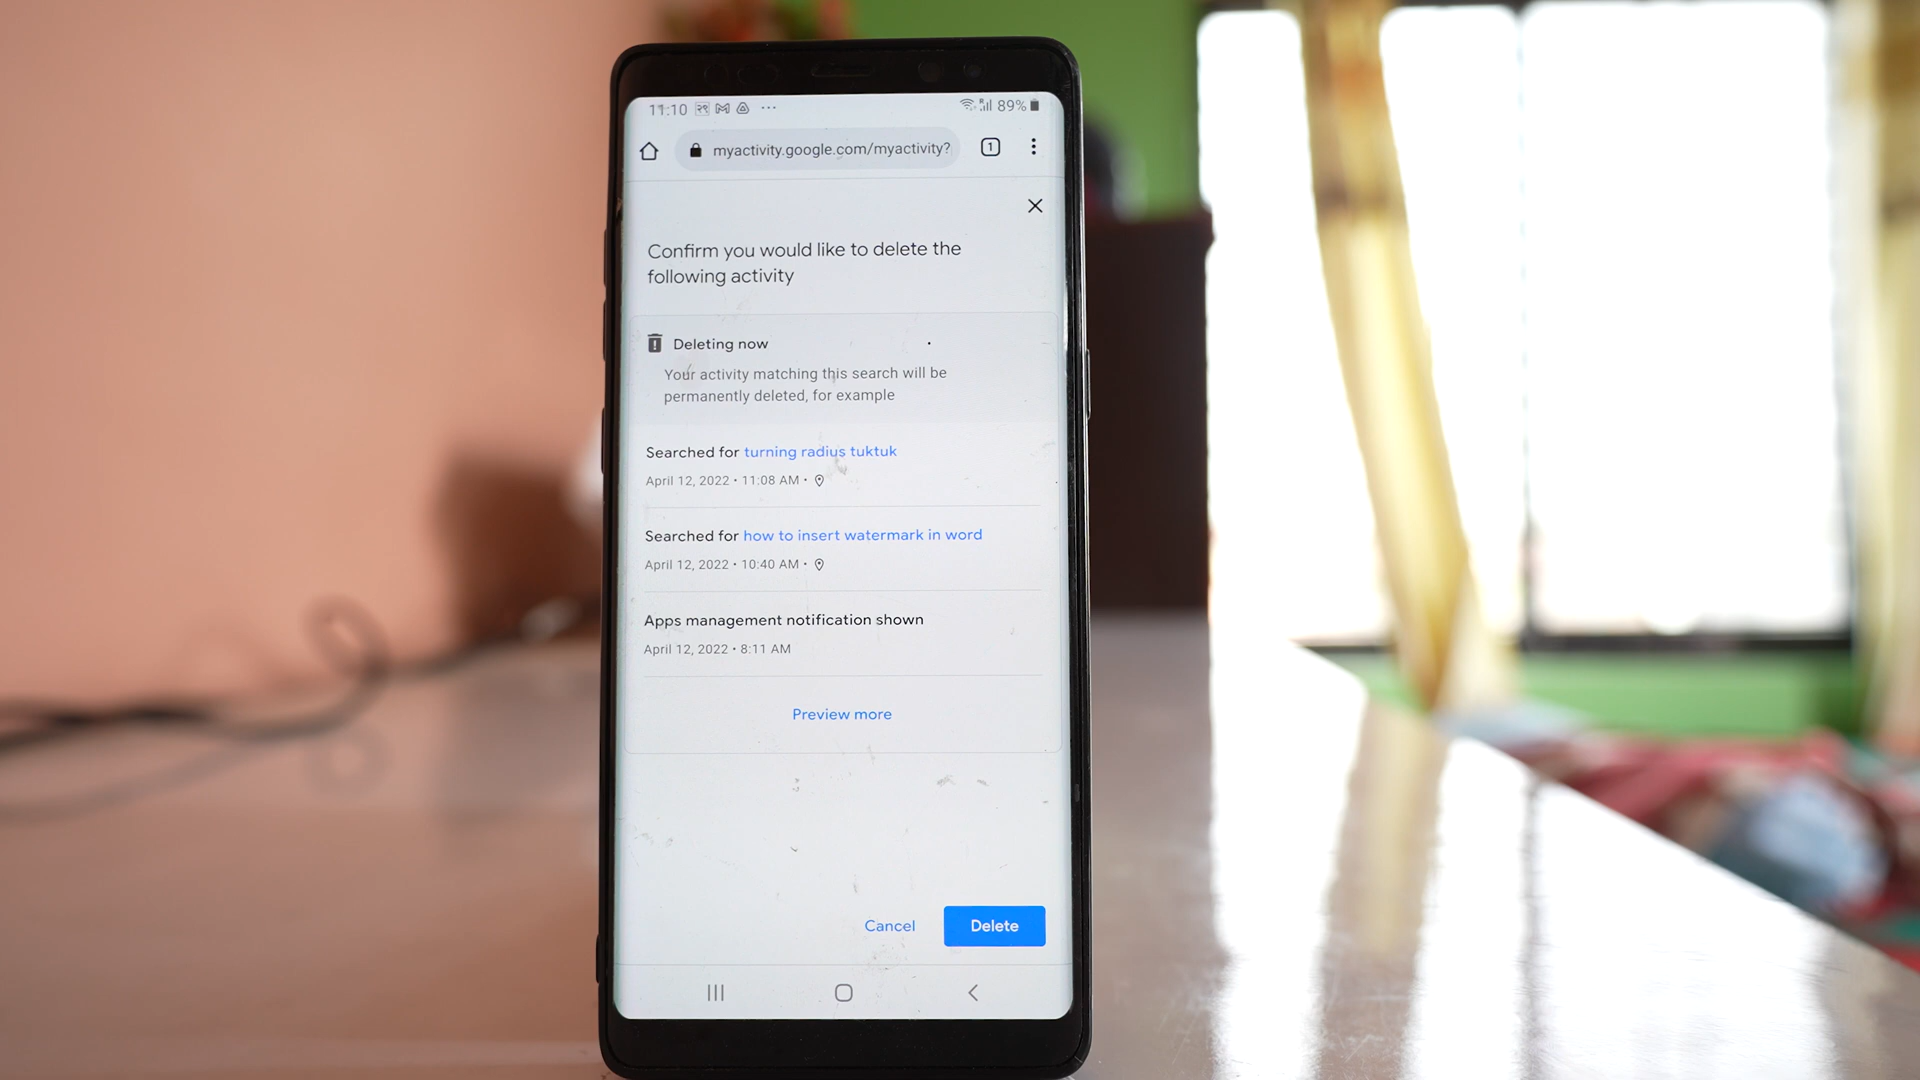 11:10 २९ ... 89%
myactivity.google.com/myactivity? 1
Confirm you would like to delete the
following activity
Deleting now
Your activity matching this search will be
permanently deleted, for example
Searched for turning radius tuktuk
April 12, 2022 • 11:08 AM •
Searched for how to insert watermark in word
April 12, 2022 • 10:40 AM •
Apps management notification shown
April 12, 2022 • 8:11 AM
Preview more
Cancel Delete